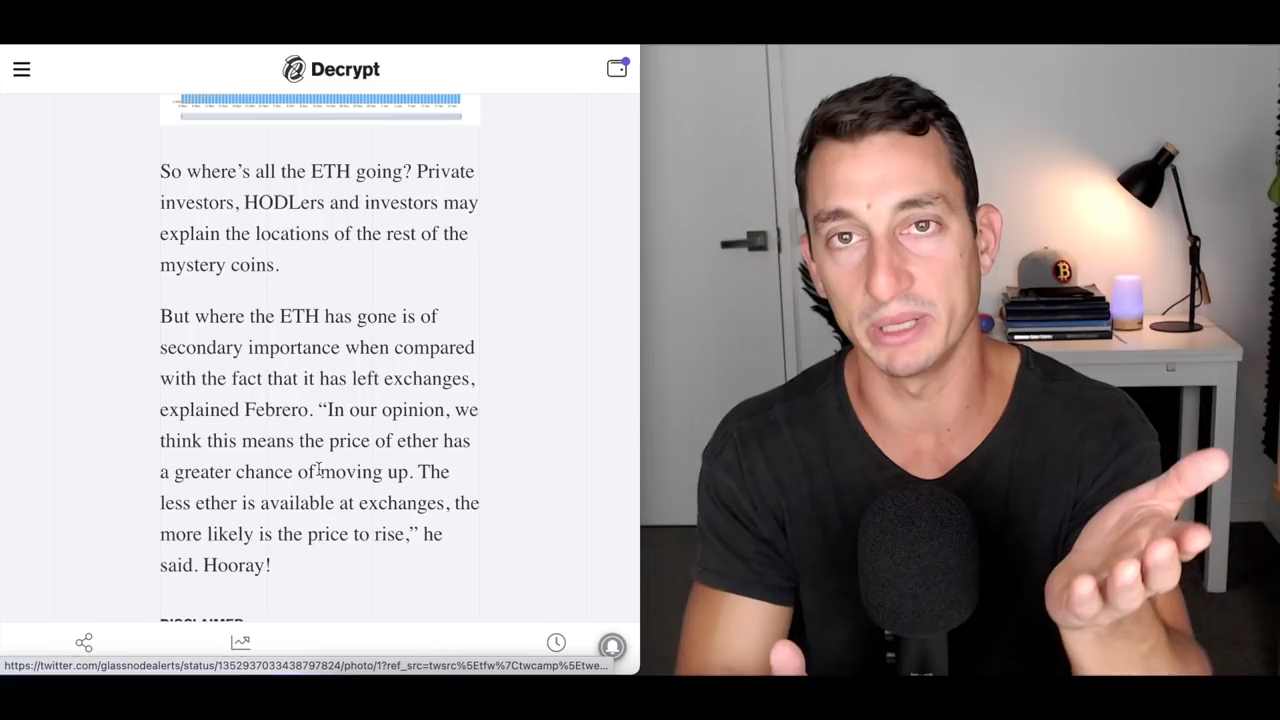 Decrypt
So where’s all the ETH going? Private
investors, HODLers and investors may
explain the locations of the rest of the
mystery coins.
But where the ETH has gone is of
secondary importance when compared
with the fact that it has left exchanges,
explained Febrero. “In our opinion, we
think this means the price of ether has
a greater chance of moving up. The
less ether is available at exchanges, the
more likely is the price to rise,” he
said. Hooray!
DISCLAIMER
https://twitter.com/glassnodealerts/status/1352937033438797824/photo/1?ref_src=twsrc%5Etfw%7Ctwcamp%5Etwe...